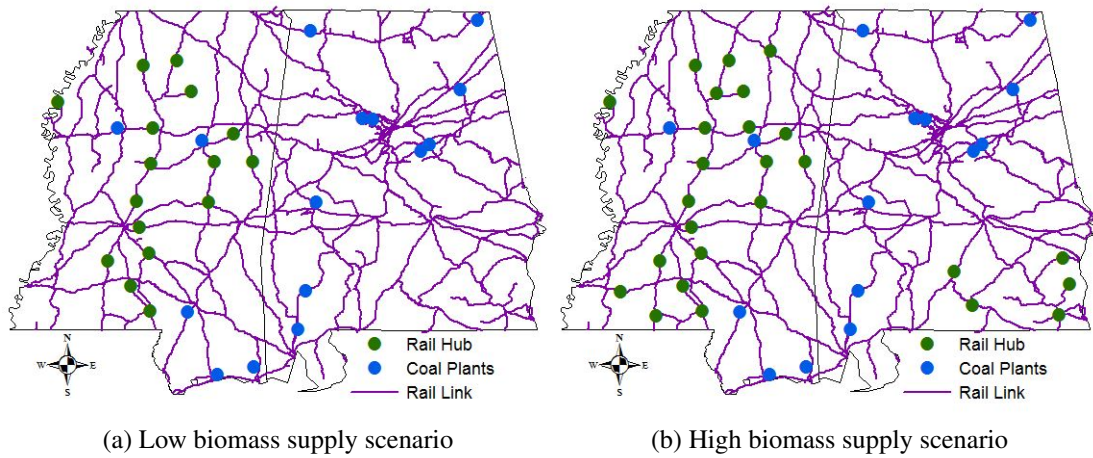 N
W E
S
Rail Hub
Coal Plants
Rail Link
N
W E
S
Rail Hub
Coal Plants
Rail Link
(a) Low biomass supply scenario
(b) High biomass supply scenario